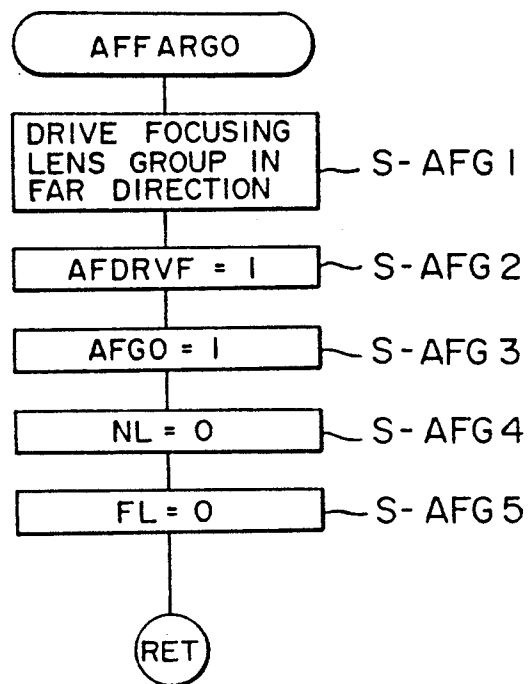 AFFARGO
DRIVE FOCUSING
LENS GROUP IN
FAR DIRECTION
S-AFG1
AFDRVF = 1
S-AFG2
AFGO = 1
S-AFG3
NL = 0
S-AFG4
FL = 0
S-AFG5
RET